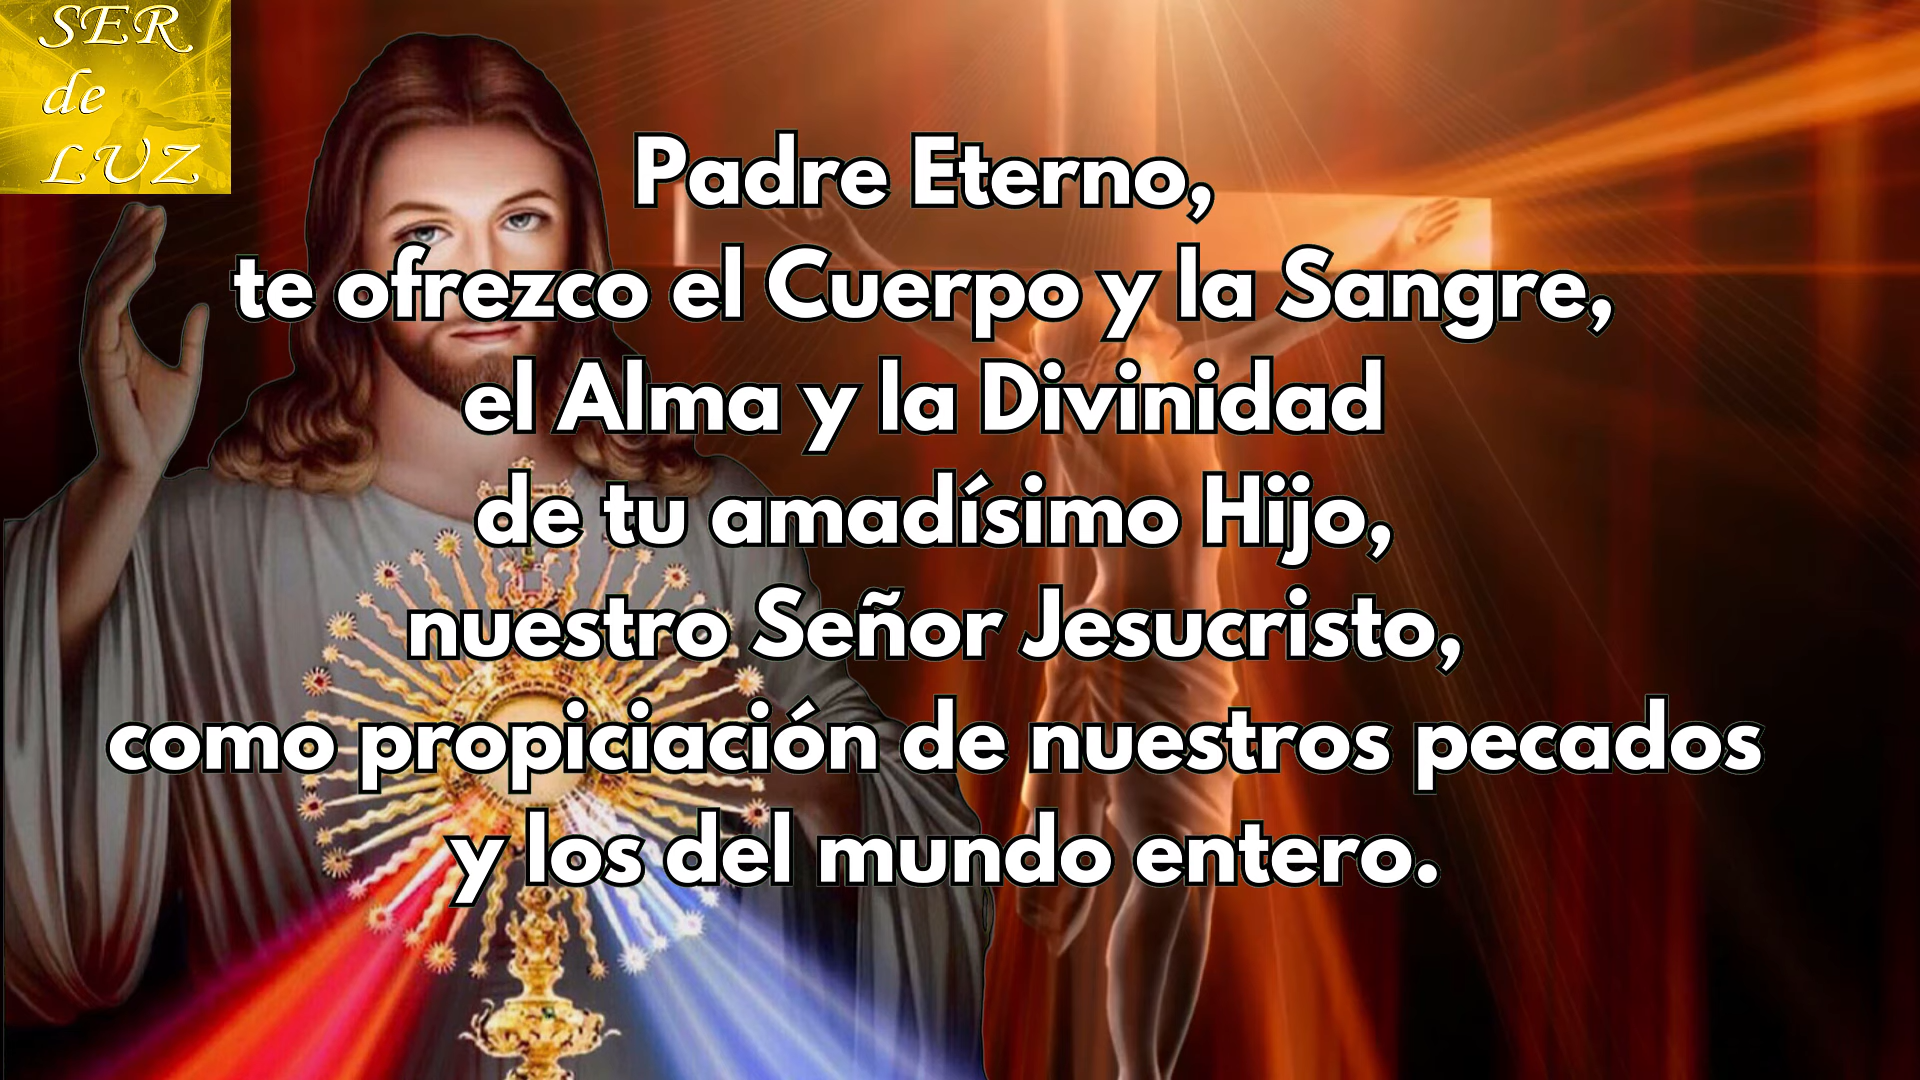 SER
de
LUZ
Padre Eterno,
te ofrezco el Cuerpo y la Sangre,
el Alma y la Divinidad
de tu amadísimo Hijo,
nuestro Señor Jesucristo,
como propiciación de nuestros pecados
y los del mundo entero.